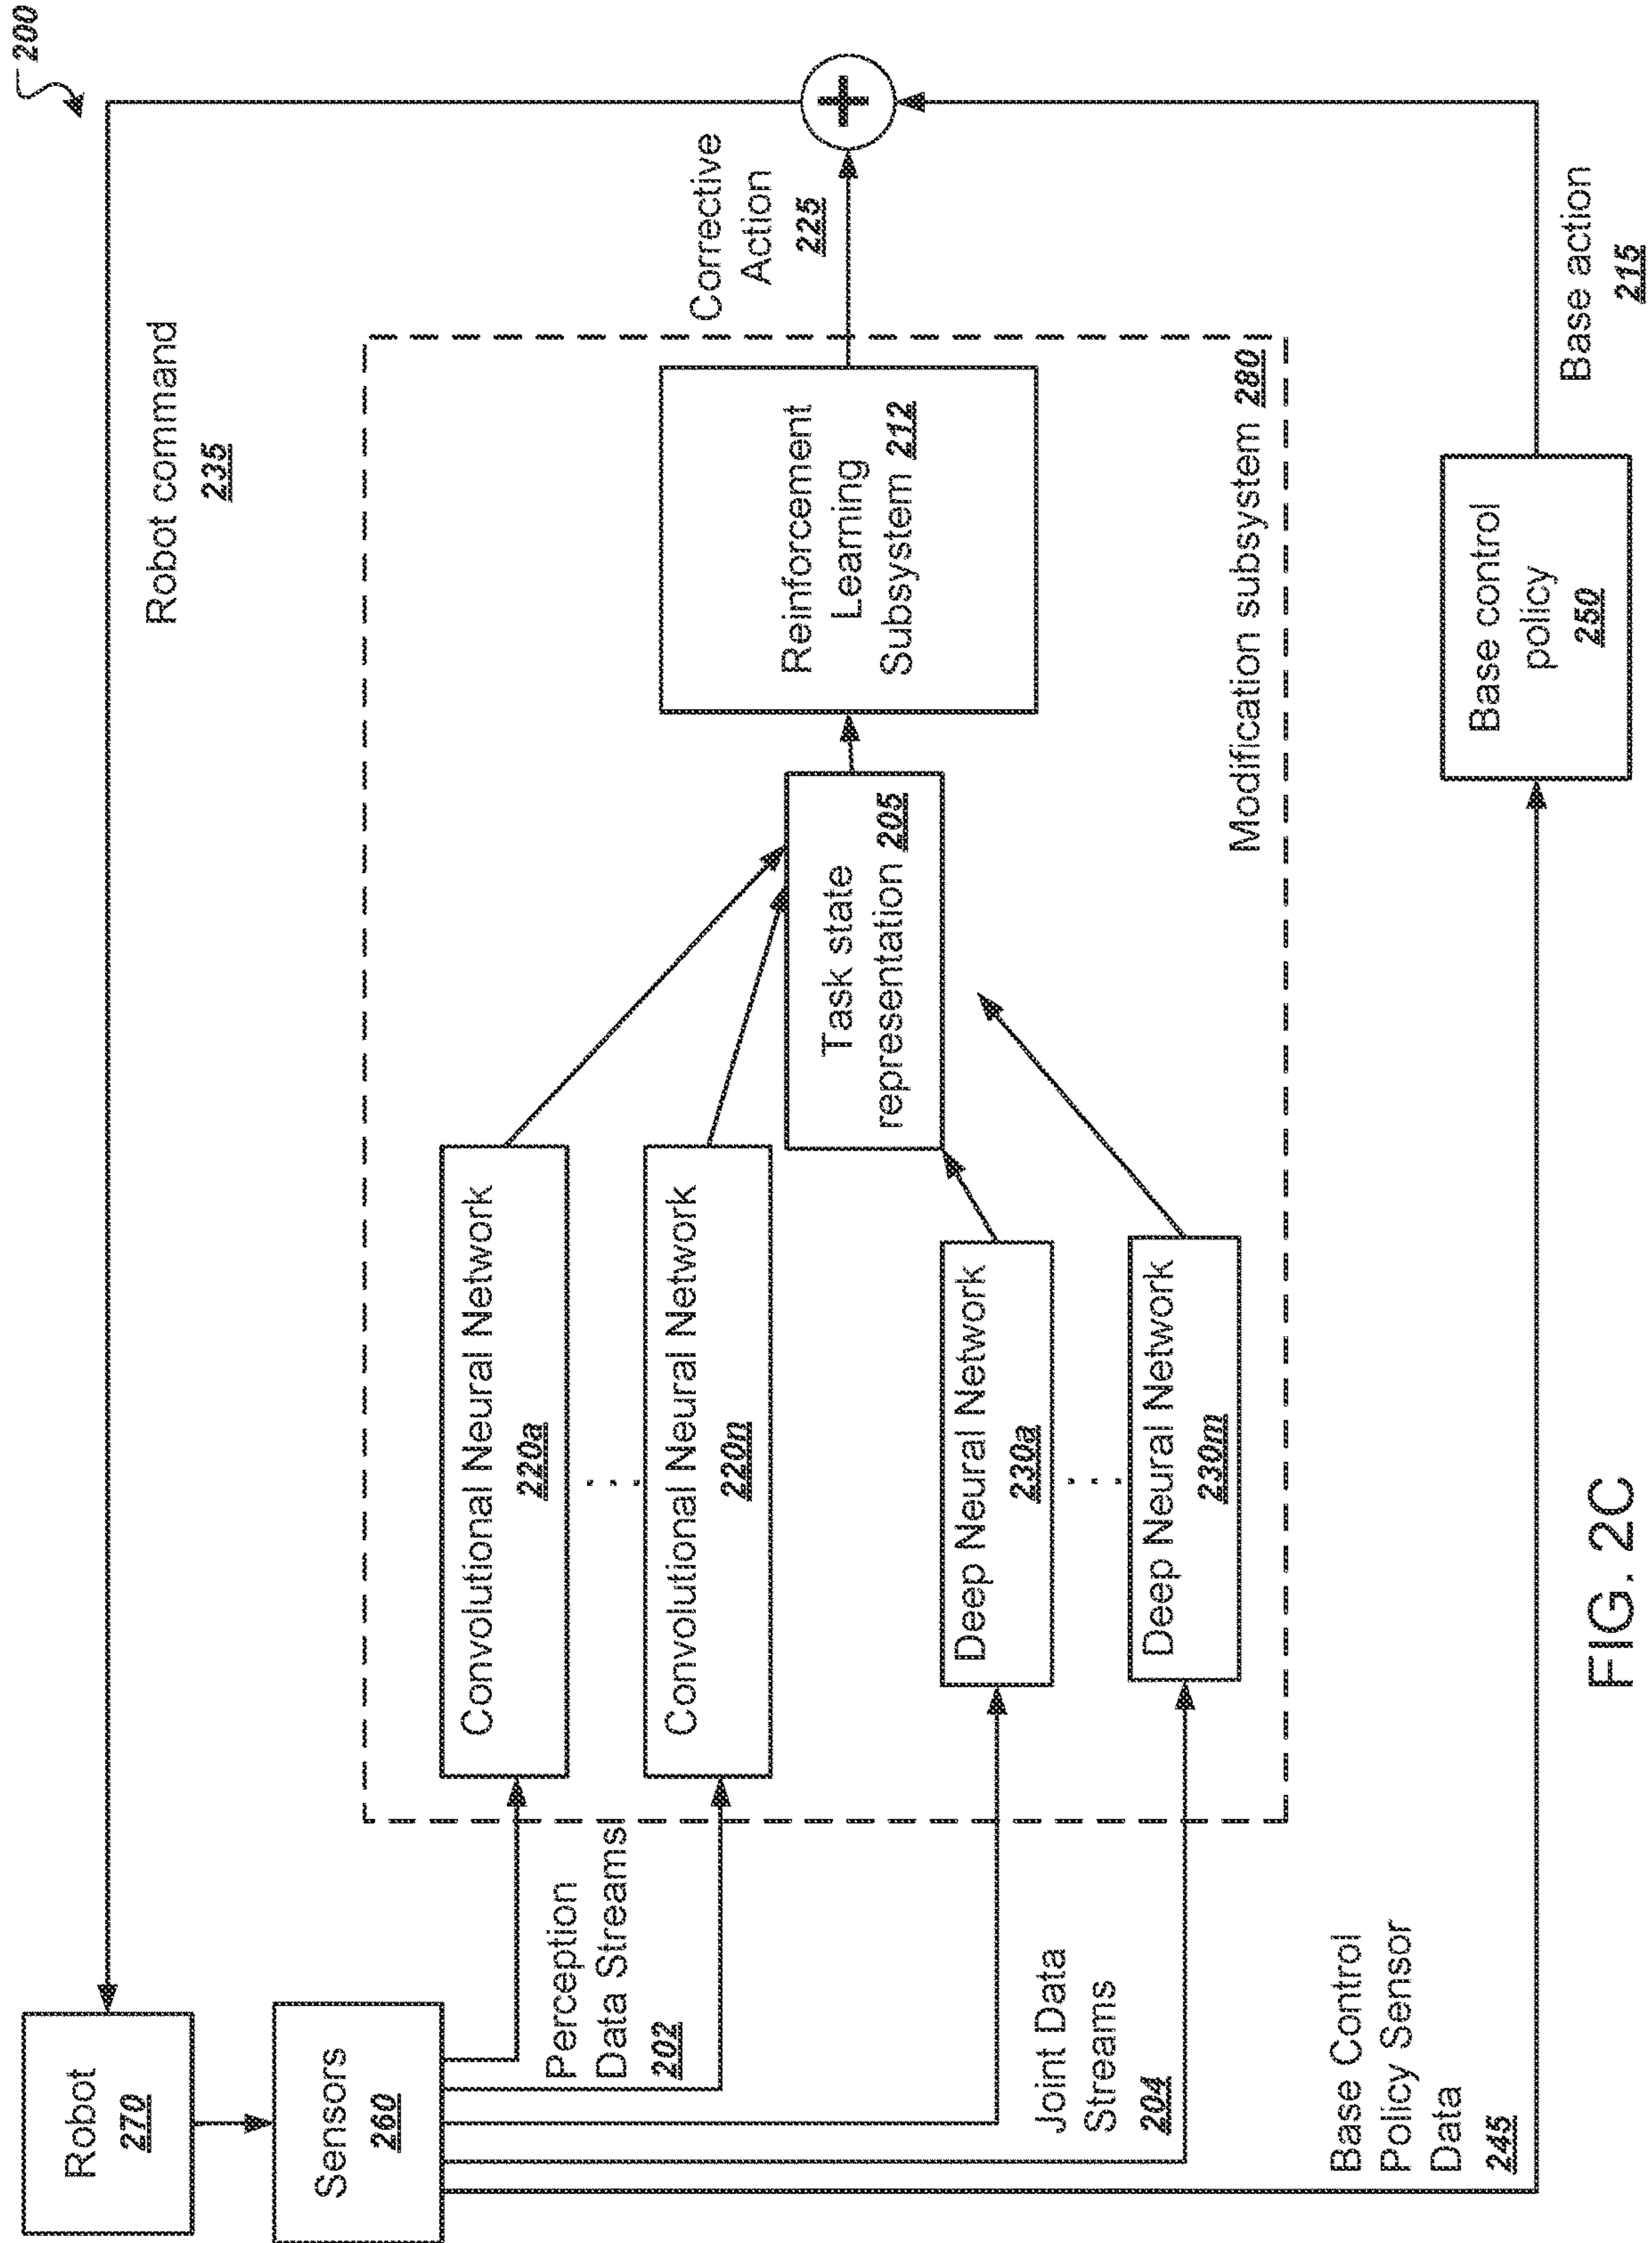 200
Robot command
235
Robot
270
Sensors
260
Perception
Data Streams
202
Joint Data
Streams
204
Base Control
Policy Sensor
Data
245
Convolutional Neural Network
220a
. . .
Convolutional Neural Network
220n
Deep Neural Network
230a
. . .
Deep Neural Network
230m
Task state
representation 205
Reinforcement
Learning
Subsystem 212
Modification subsystem 280
Corrective
Action
225
+
Base control
policy
250
Base action
215
FIG. 2C